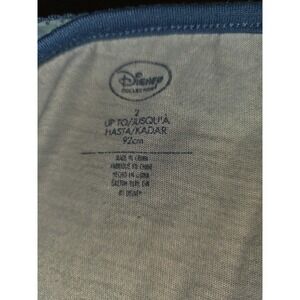 Disney
COLLECTION
2
UP TO/JUSQU'À
HASTA/KADAR
92cm
MADE IN CHINA
FABRIQUÉ EN CHINE
HECHO EN CHINA